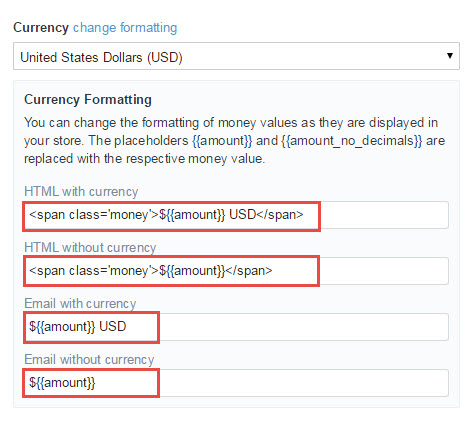 Currency change formatting
United States Dollars (USD)
Currency Formatting
You can change the formatting of money values as they are displayed in
your store. The placeholders {{amount}} and {{amount_no_decimals}} are
replaced with the respective money value.
HTML with currency
<span class='money'>${{amount}} USD</span>
HTML without currency
<span class='money'>${{amount}}</span>
Email with currency
${{amount}} USD
Email without currency
${{amount}}